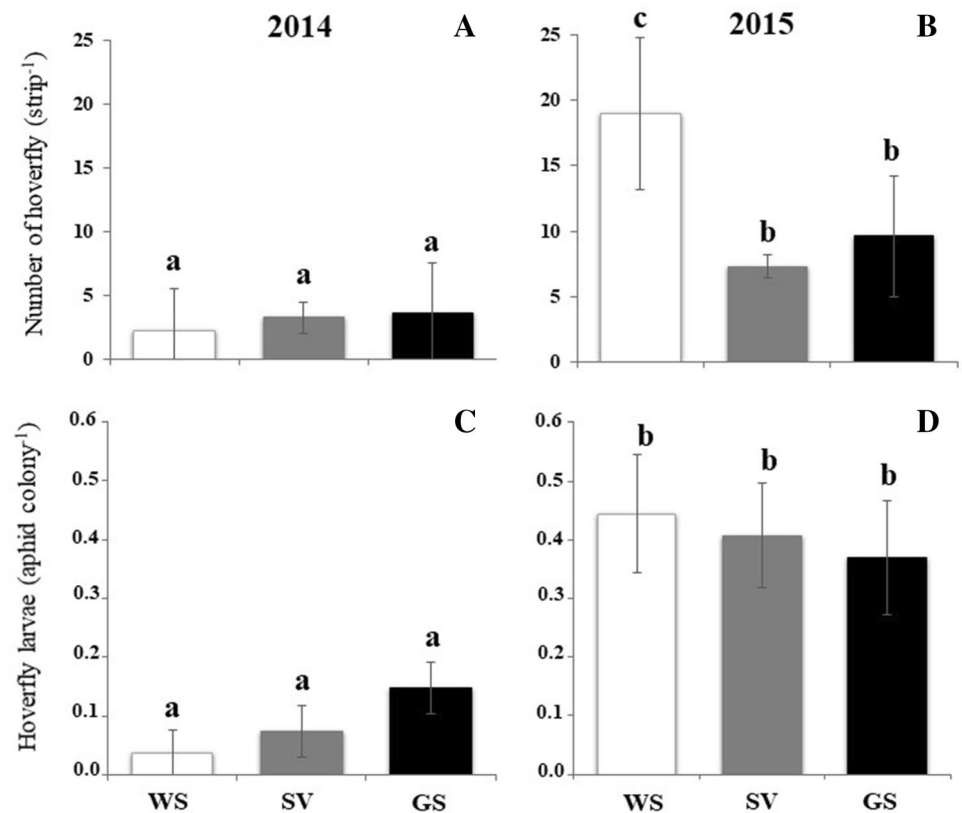 2014 A
2015 B
Number of hoverfly (strip⁻¹)
25
20
15
10
5
0
a a a
25
20
15
10
5
0
c b b
C
D
Hoverfly larvae (aphid colony⁻¹)
0.6
0.5
0.4
0.3
0.2
0.1
0.0
a a a
0.6
0.5
0.4
0.3
0.2
0.1
0.0
b b b
WS SV GS
WS SV GS